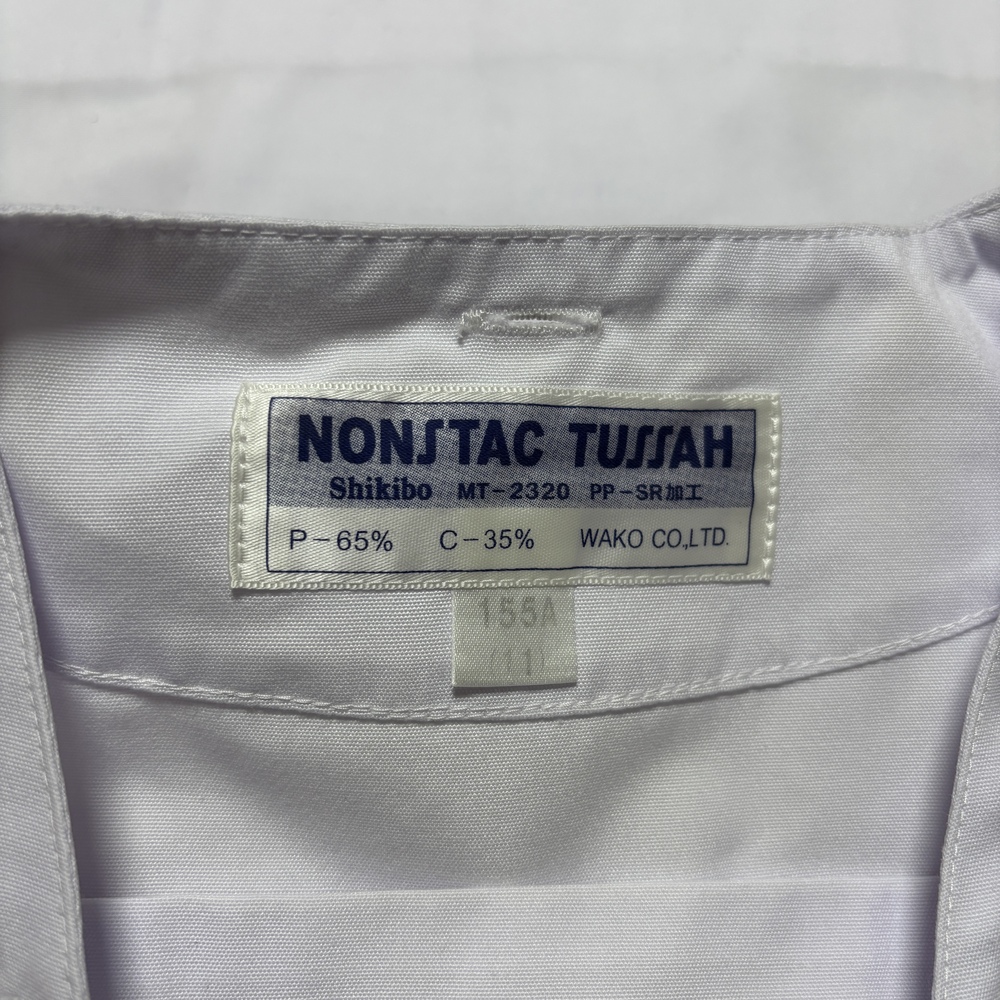 NONSTAC TUSSAH
Shikibo MT-2320 PP-SR加工
P-65% C-35% WAKO CO.,LTD.
155A
(11)